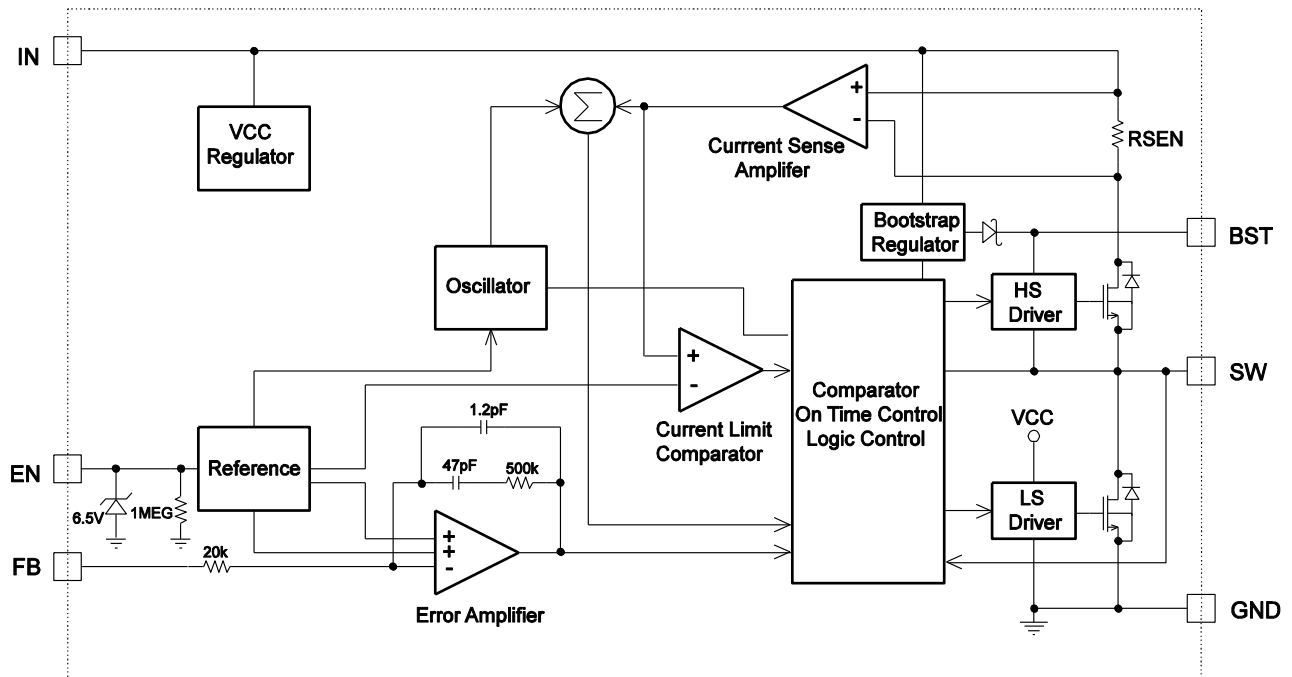 IN
VCC
Regulator
Σ
+
-
Currrent Sense
Amplifer
RSEN
Bootstrap
Regulator
BST
Oscillator
HS
Driver
+
-
Current Limit
Comparator
Comparator
On Time Control
Logic Control
SW
VCC
1.2pF
47pF
500k
EN
Reference
6.5V
1MEG
LS
Driver
FB
20k
+
+
-
Error Amplifier
GND